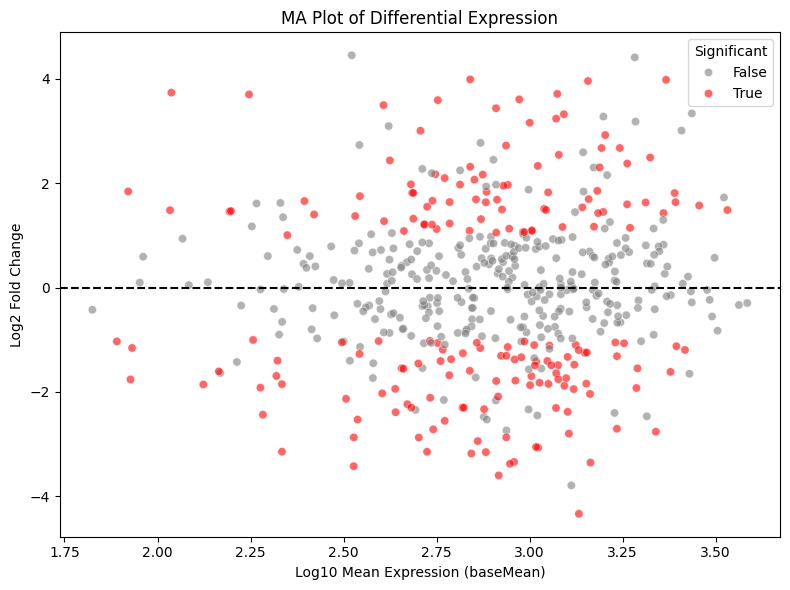 MA Plot of Differential Expression
Significant
False
True
Log2 Fold Change
4
2
0
−2
−4
1.75 2.00 2.25 2.50 2.75 3.00 3.25 3.50
Log10 Mean Expression (baseMean)